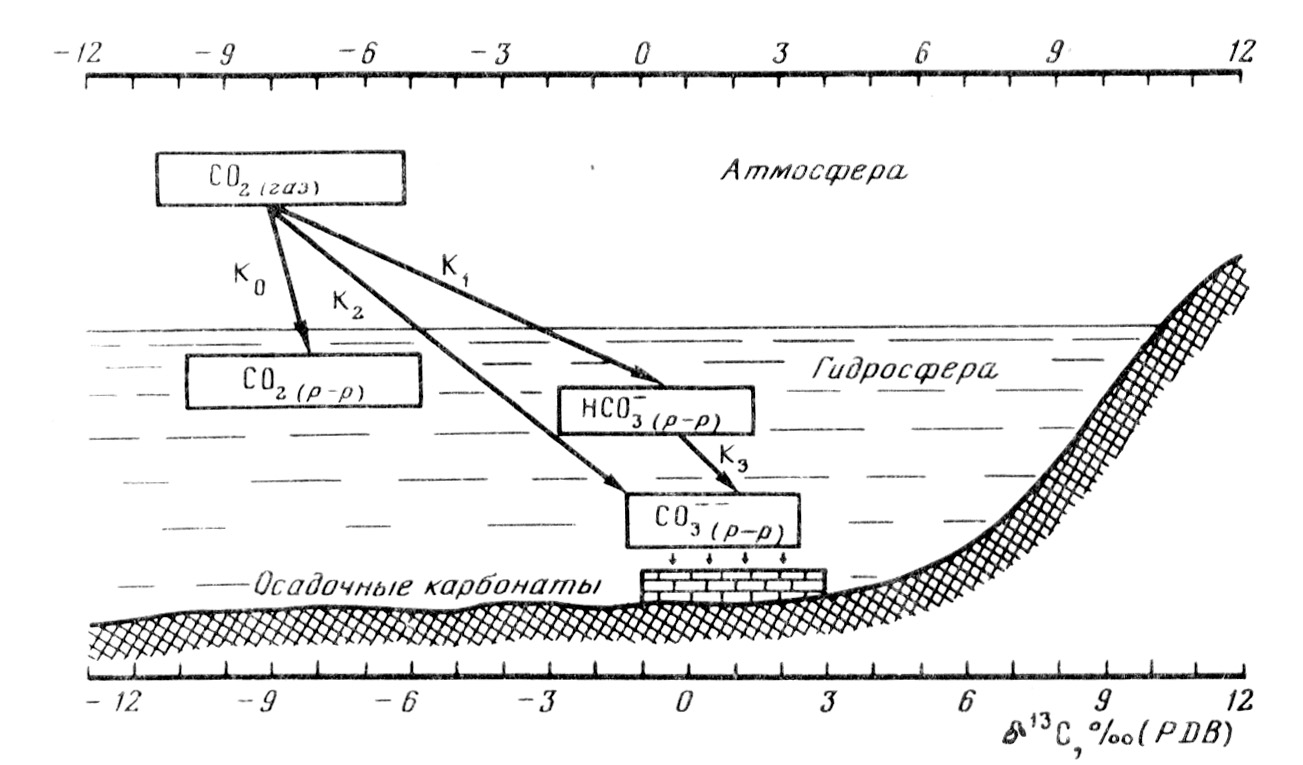 -12 -9 -6 -3 0 3 6 9 12
CO₂ (газ)
Атмосфера
K₀
K₂
K₁
CO₂ (р-р)
Гидросфера
HCO₃⁻ (р-р)
K₃
CO₃⁻⁻ (р-р)
Осадочные карбонаты
-12 -9 -6 -3 0 3 6 9 12
δ¹³C, ‰ (PDB)